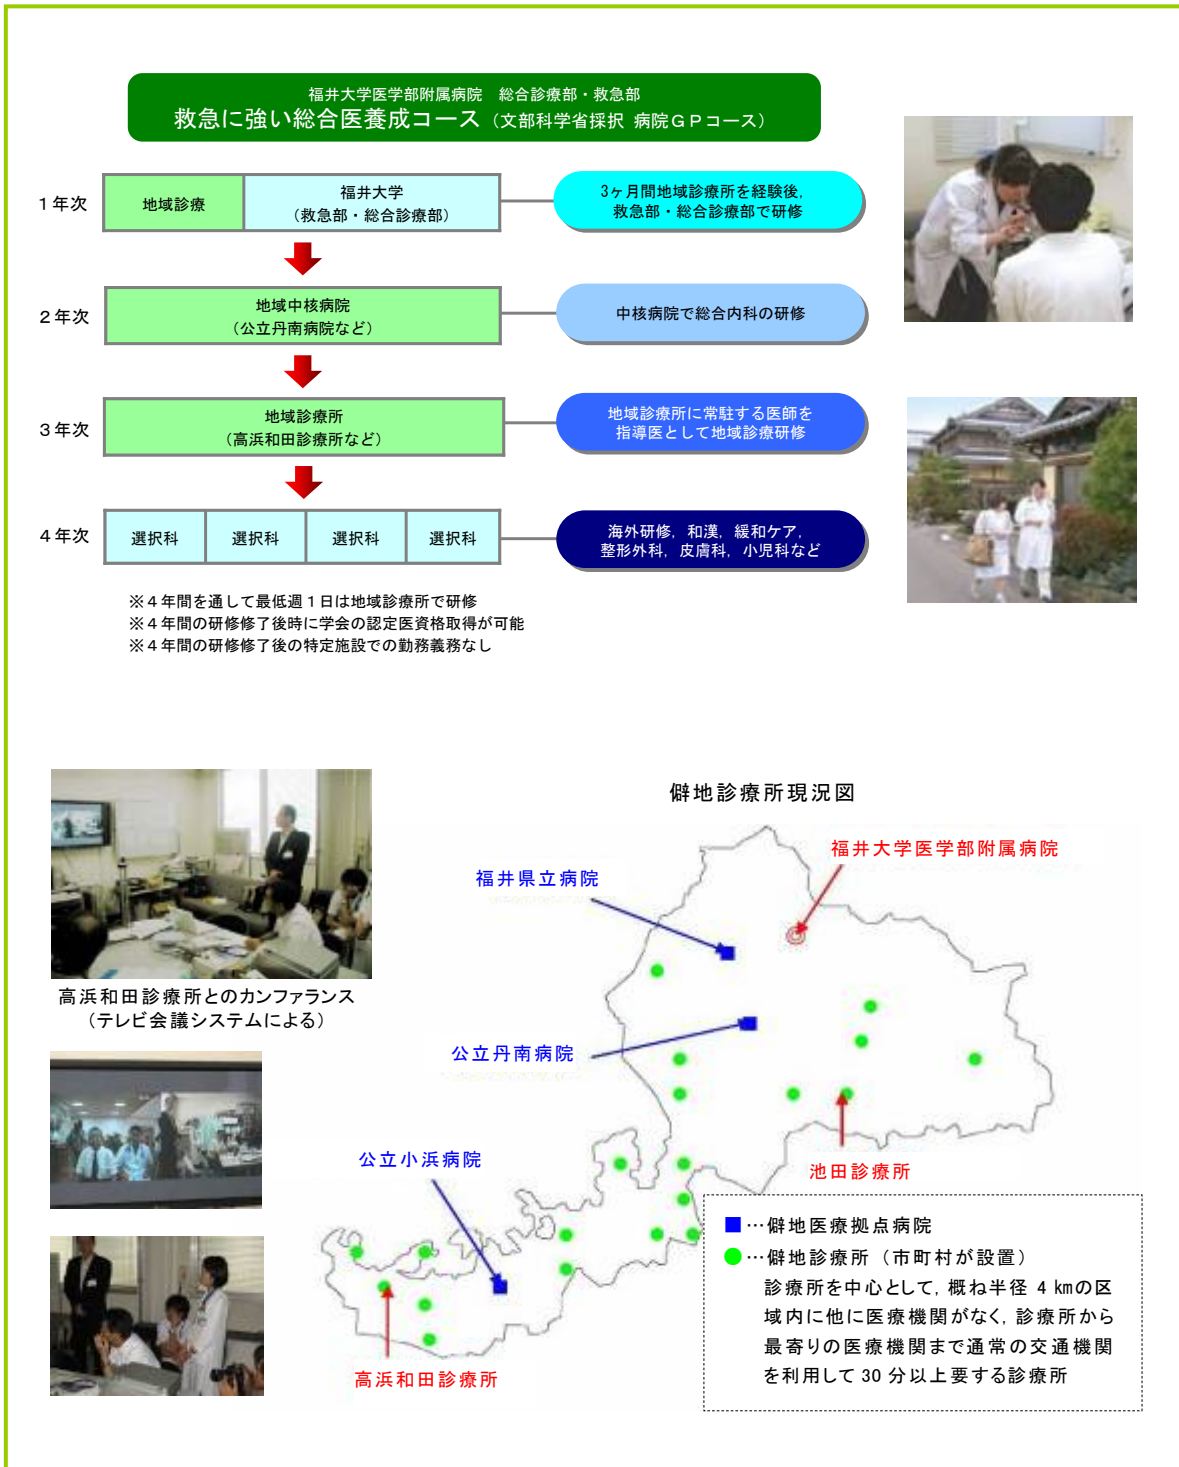 福井大学医学部附属病院　総合診療部・救急部
救急に強い総合医養成コース（文部科学省採択 病院ＧＰコース）
１年次
地域診療
福井大学
（救急部・総合診療部）
3ヶ月間地域診療所を経験後,
救急部・総合診療部で研修
２年次
地域中核病院
（公立丹南病院など）
中核病院で総合内科の研修
３年次
地域診療所
（高浜和田診療所など）
地域診療所に常駐する医師を
指導医として地域診療研修
４年次
選択科
選択科
選択科
選択科
海外研修, 和漢, 緩和ケア,
整形外科, 皮膚科, 小児科など
※４年間を通して最低週１日は地域診療所で研修
※４年間の研修修了後時に学会の認定医資格取得が可能
※４年間の研修修了後の特定施設での勤務義務なし
高浜和田診療所とのカンファランス
（テレビ会議システムによる）
僻地診療所現況図
福井大学医学部附属病院
福井県立病院
公立丹南病院
公立小浜病院
池田診療所
高浜和田診療所
…僻地医療拠点病院
…僻地診療所（市町村が設置）
診療所を中心として, 概ね半径 4 kmの区
域内に他に医療機関がなく, 診療所から
最寄りの医療機関まで通常の交通機関
を利用して 30 分以上要する診療所